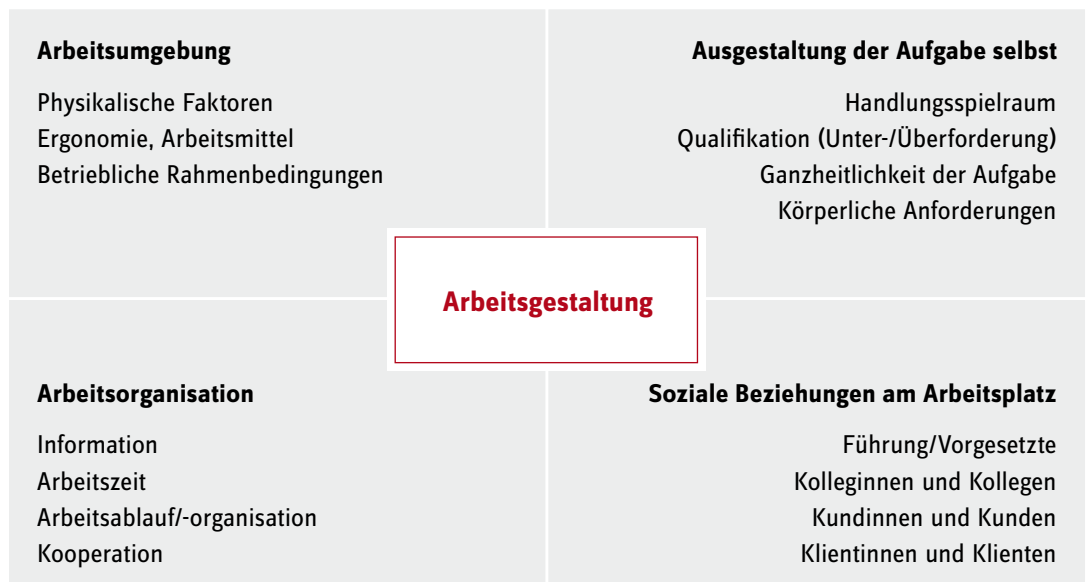 Arbeitsumgebung
Physikalische Faktoren
Ergonomie, Arbeitsmittel
Betriebliche Rahmenbedingungen
Ausgestaltung der Aufgabe selbst
Handlungsspielraum
Qualifikation (Unter-/Überforderung)
Ganzheitlichkeit der Aufgabe
Körperliche Anforderungen
Arbeitsgestaltung
Arbeitsorganisation
Information
Arbeitszeit
Arbeitsablauf/-organisation
Kooperation
Soziale Beziehungen am Arbeitsplatz
Führung/Vorgesetzte
Kolleginnen und Kollegen
Kundinnen und Kunden
Klientinnen und Klienten